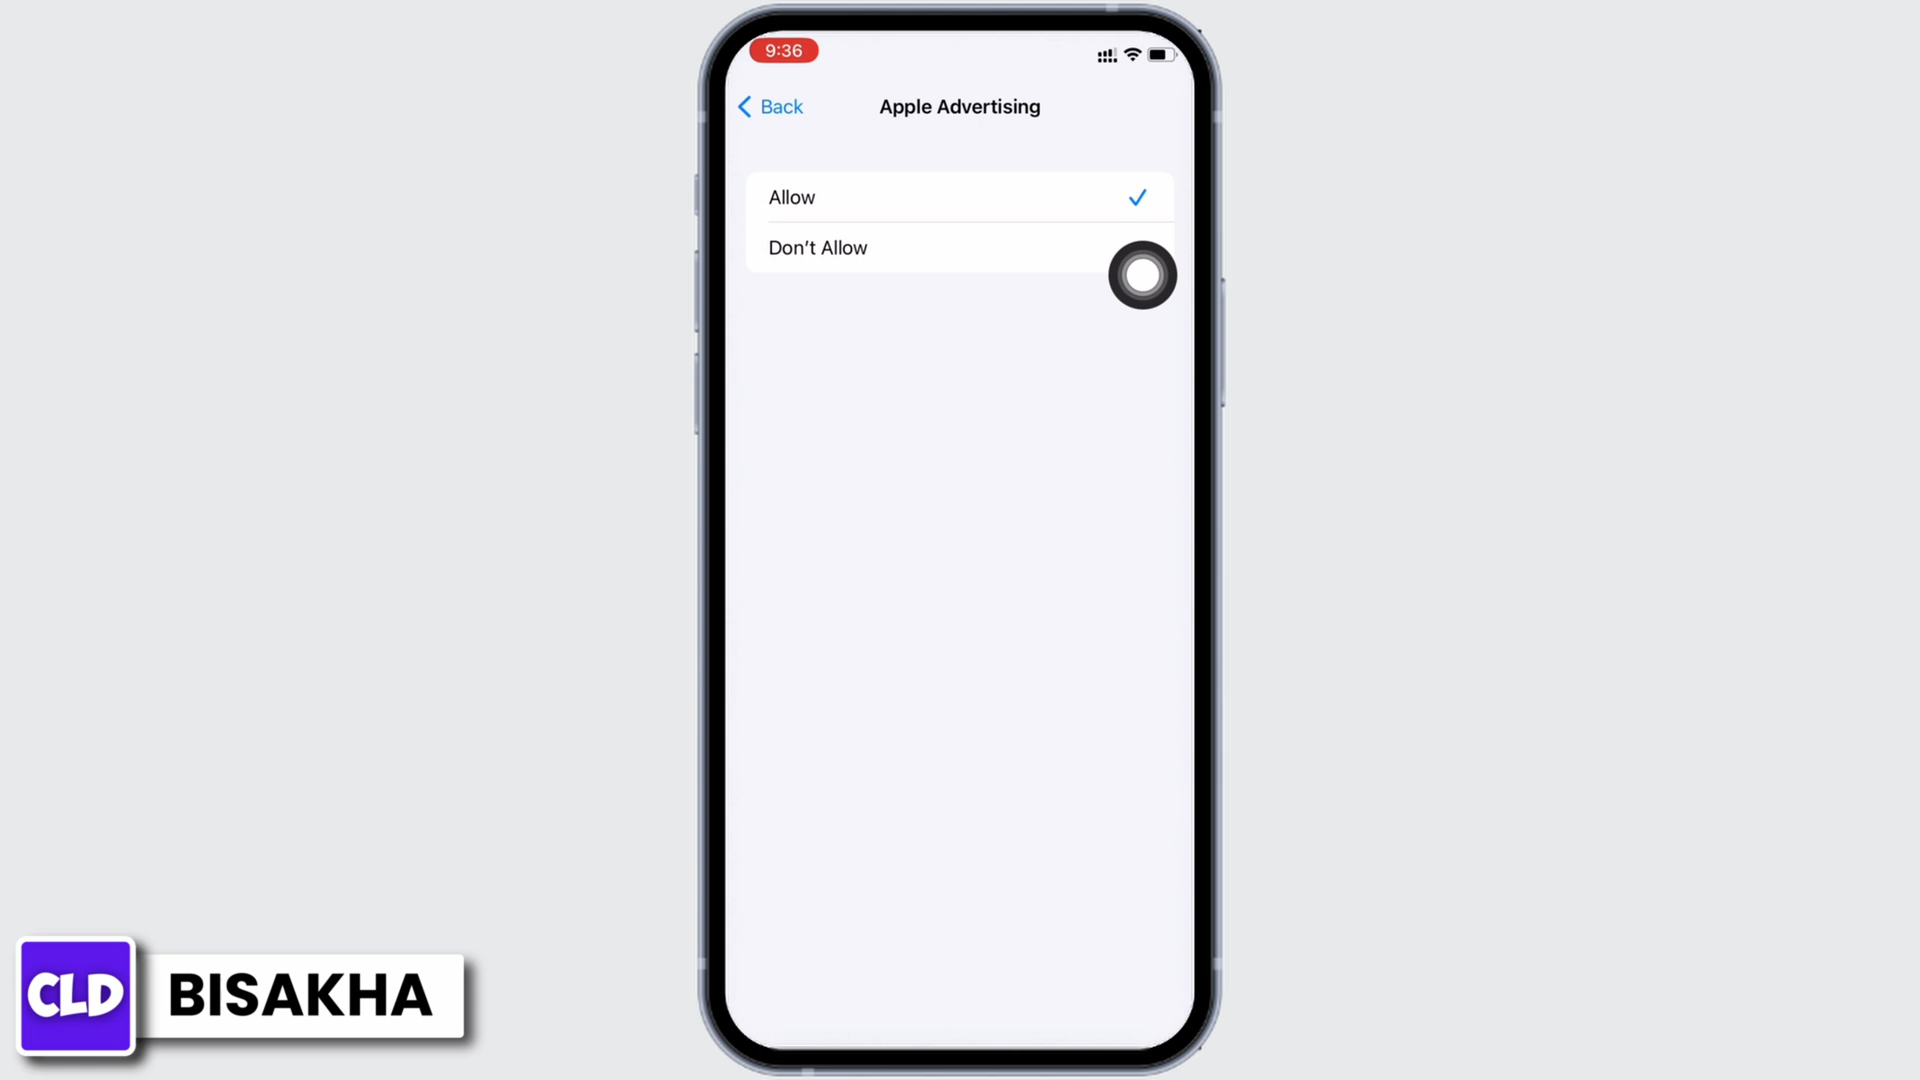 9:36
Back
Apple Advertising
Allow
Don’t Allow
CLD
BISAKHA